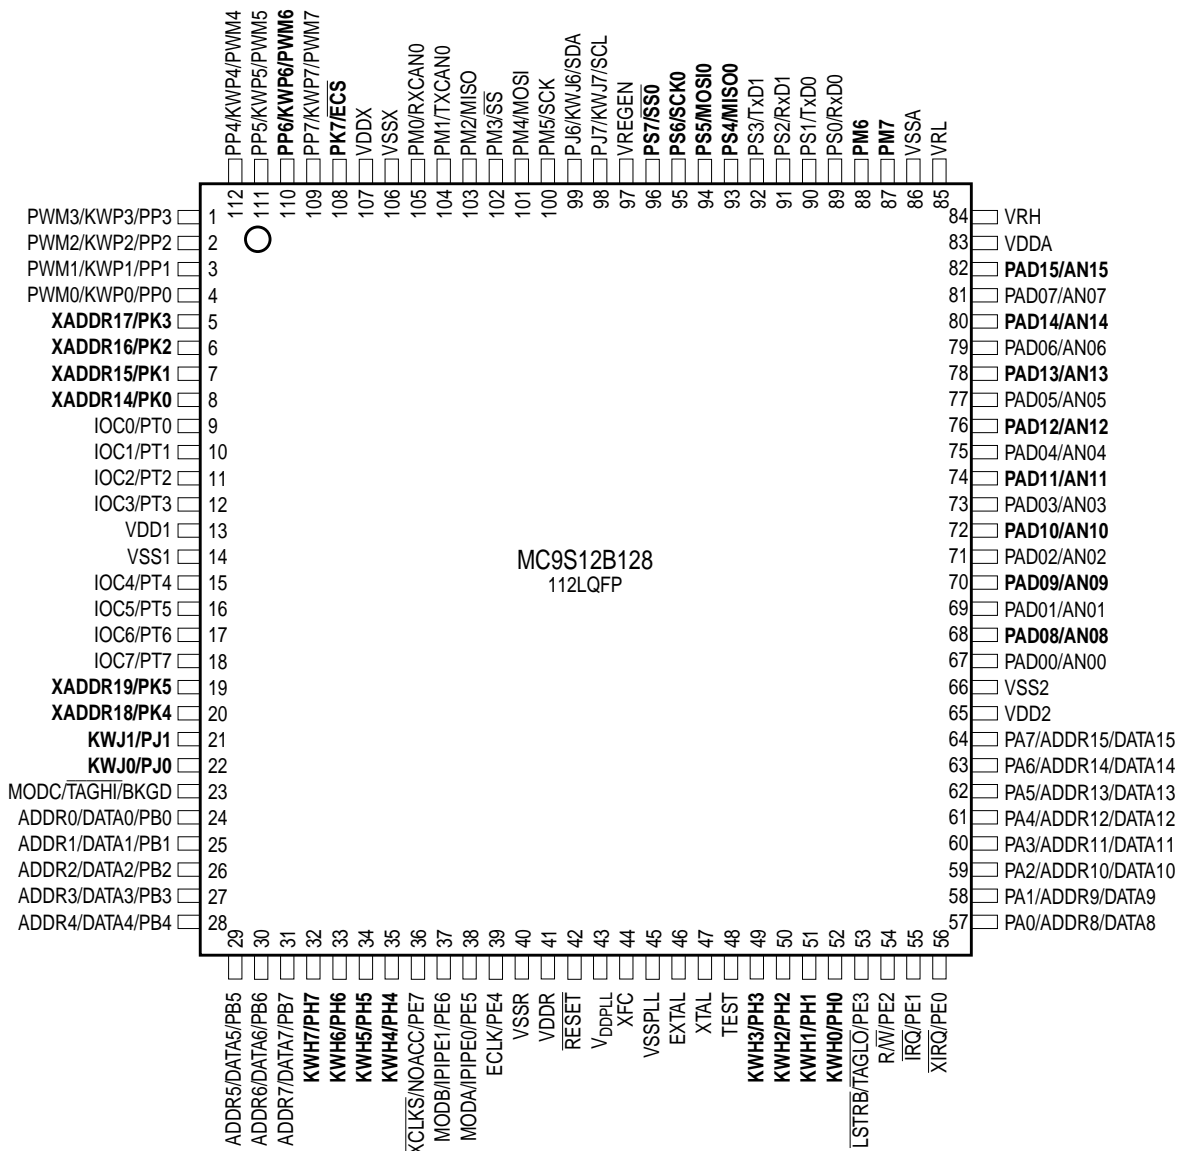 PP4/KWP4/PWM4
PP5/KWP5/PWM5
PP6/KWP6/PWM6
PP7/KWP7/PWM7
PK7/ECS
VDDX
VSSX
PM0/RXCAN0
PM1/TXCAN0
PM2/MISO
PM3/SS
PM4/MOSI
PM5/SCK
PJ6/KWJ6/SDA
PJ7/KWJ7/SCL
VREGEN
PS7/SS0
PS6/SCK0
PS5/MOSI0
PS4/MISO0
PS3/TxD1
PS2/RxD1
PS1/TxD0
PS0/RxD0
PM6
PM7
VSSA
VRL
112
111
110
109
108
107
106
105
104
103
102
101
100
99
98
97
96
95
94
93
92
91
90
89
88
87
86
85
PWM3/KWP3/PP3 1
PWM2/KWP2/PP2 2
PWM1/KWP1/PP1 3
PWM0/KWP0/PP0 4
XADDR17/PK3 5
XADDR16/PK2 6
XADDR15/PK1 7
XADDR14/PK0 8
IOC0/PT0 9
IOC1/PT1 10
IOC2/PT2 11
IOC3/PT3 12
VDD1 13
VSS1 14
IOC4/PT4 15
IOC5/PT5 16
IOC6/PT6 17
IOC7/PT7 18
XADDR19/PK5 19
XADDR18/PK4 20
KWJ1/PJ1 21
KWJ0/PJ0 22
MODC/TAGHI/BKGD 23
ADDR0/DATA0/PB0 24
ADDR1/DATA1/PB1 25
ADDR2/DATA2/PB2 26
ADDR3/DATA3/PB3 27
ADDR4/DATA4/PB4 28
MC9S12B128
112LQFP
84 VRH
83 VDDA
82 PAD15/AN15
81 PAD07/AN07
80 PAD14/AN14
79 PAD06/AN06
78 PAD13/AN13
77 PAD05/AN05
76 PAD12/AN12
75 PAD04/AN04
74 PAD11/AN11
73 PAD03/AN03
72 PAD10/AN10
71 PAD02/AN02
70 PAD09/AN09
69 PAD01/AN01
68 PAD08/AN08
67 PAD00/AN00
66 VSS2
65 VDD2
64 PA7/ADDR15/DATA15
63 PA6/ADDR14/DATA14
62 PA5/ADDR13/DATA13
61 PA4/ADDR12/DATA12
60 PA3/ADDR11/DATA11
59 PA2/ADDR10/DATA10
58 PA1/ADDR9/DATA9
57 PA0/ADDR8/DATA8
29
30
31
32
33
34
35
36
37
38
39
40
41
42
43
44
45
46
47
48
49
50
51
52
53
54
55
56
ADDR5/DATA5/PB5
ADDR6/DATA6/PB6
ADDR7/DATA7/PB7
KWH7/PH7
KWH6/PH6
KWH5/PH5
KWH4/PH4
XCLKS/NOACC/PE7
MODB/IPIPE1/PE6
MODA/IPIPE0/PE5
ECLK/PE4
VSSR
VDDR
RESET
VDDPLL
XFC
VSSPLL
EXTAL
XTAL
TEST
KWH3/PH3
KWH2/PH2
KWH1/PH1
KWH0/PH0
LSTRB/TAGLO/PE3
R/W/PE2
IRQ/PE1
XIRQ/PE0